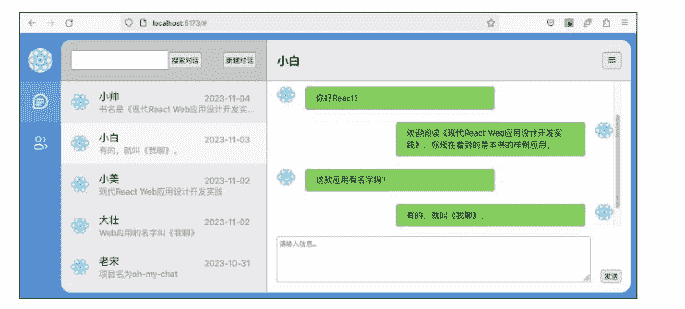 localhost:5173/#
搜索对话
新建对话
小白
小帅 2023-11-04
书名是《现代React Web应用设计开发实...
小白 2023-11-03
有的，就叫《我聊》。
小美 2023-11-02
现代React Web应用设计开发实践
大壮 2023-11-02
Web应用的名字叫《我聊》
老宋 2023-10-31
项目名为oh-my-chat
你好React!
欢迎阅读《现代React Web应用设计开发实
践》，你现在看到的是本书的样例应用。
这款应用有名字吗?
有的，就叫《我聊》。
请输入信息...
发送